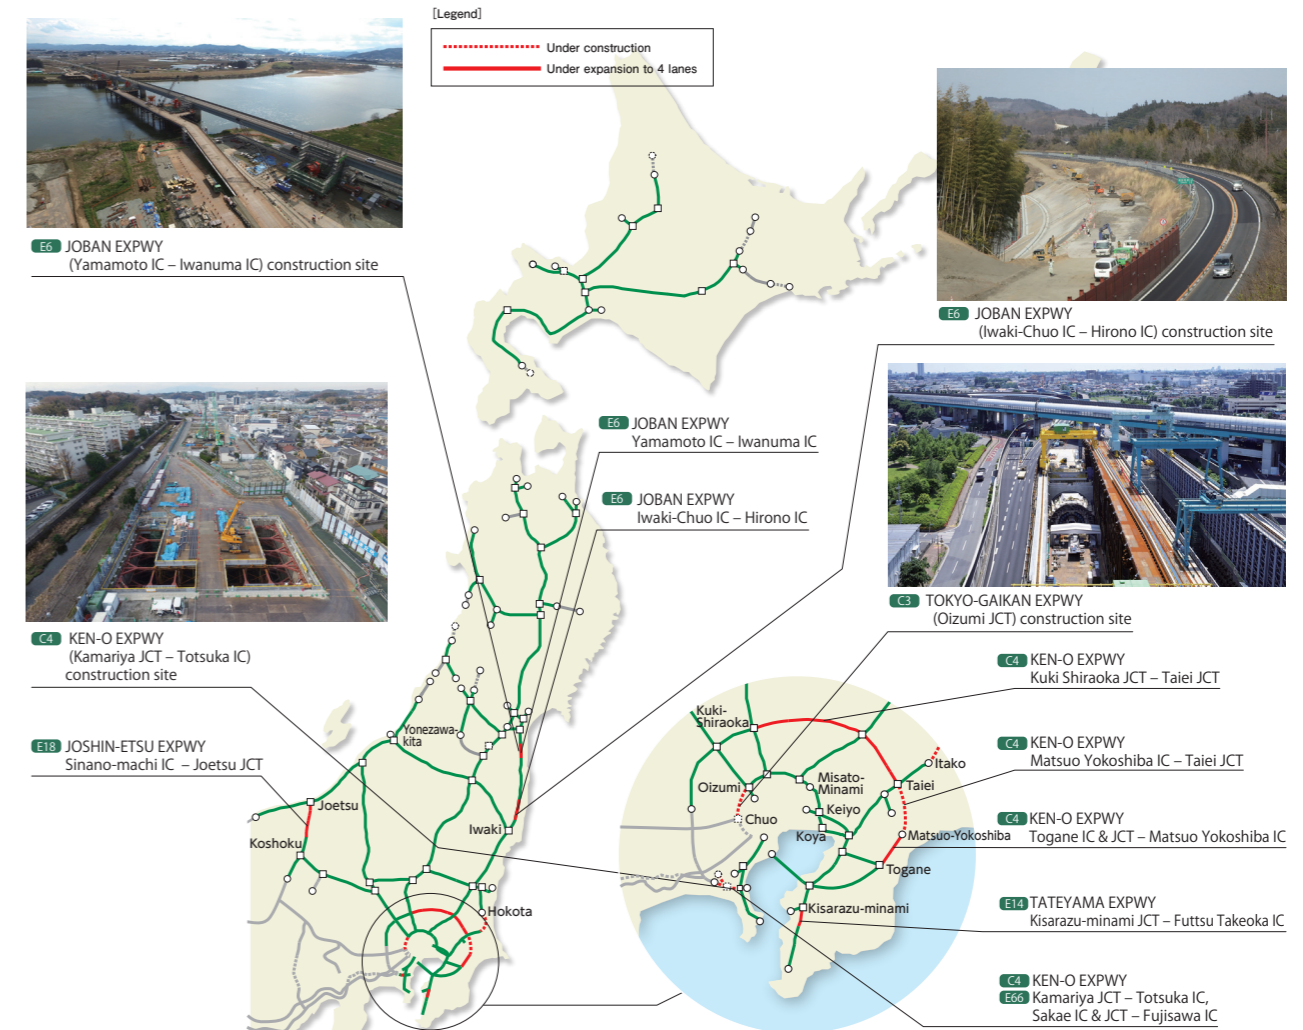 [Legend]
Under construction
Under expansion to 4 lanes
E6 JOBAN EXPWY
(Yamamoto IC – Iwanuma IC) construction site
E6 JOBAN EXPWY
(Iwaki-Chuo IC – Hirono IC) construction site
E6 JOBAN EXPWY
Yamamoto IC – Iwanuma IC
E6 JOBAN EXPWY
Iwaki-Chuo IC – Hirono IC
C3 TOKYO-GAIKAN EXPWY
(Oizumi JCT) construction site
C4 KEN-O EXPWY
(Kamariya JCT – Totsuka IC)
construction site
C4 KEN-O EXPWY
Kuki Shiraoka JCT – Taiei JCT
E18 JOSHIN-ETSU EXPWY
Sinano-machi IC – Joetsu JCT
C4 KEN-O EXPWY
Matsuo Yokoshiba IC – Taiei JCT
C4 KEN-O EXPWY
Togane IC & JCT – Matsuo Yokoshiba IC
E14 TATEYAMA EXPWY
Kisarazu-minami JCT – Futtsu Takeoka IC
C4 KEN-O EXPWY
E66 Kamariya JCT – Totsuka IC,
Sakae IC & JCT – Fujisawa IC
Yonezawa-
kita
Joetsu
Koshoku
Iwaki
Hokota
Kuki-
Shiraoka
Oizumi
Chuo
Misato-
Minami
Keiyo
Koya
Itako
Taiei
Matsuo-Yokoshiba
Togane
Kisarazu-minami